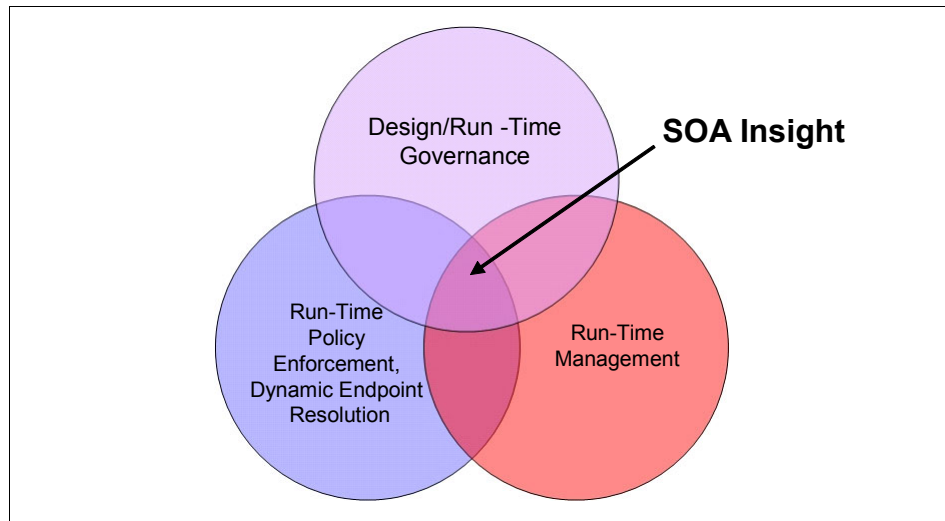 Design/Run -Time
Governance
SOA Insight
Run-Time
Policy
Enforcement,
Dynamic Endpoint
Resolution
Run-Time
Management